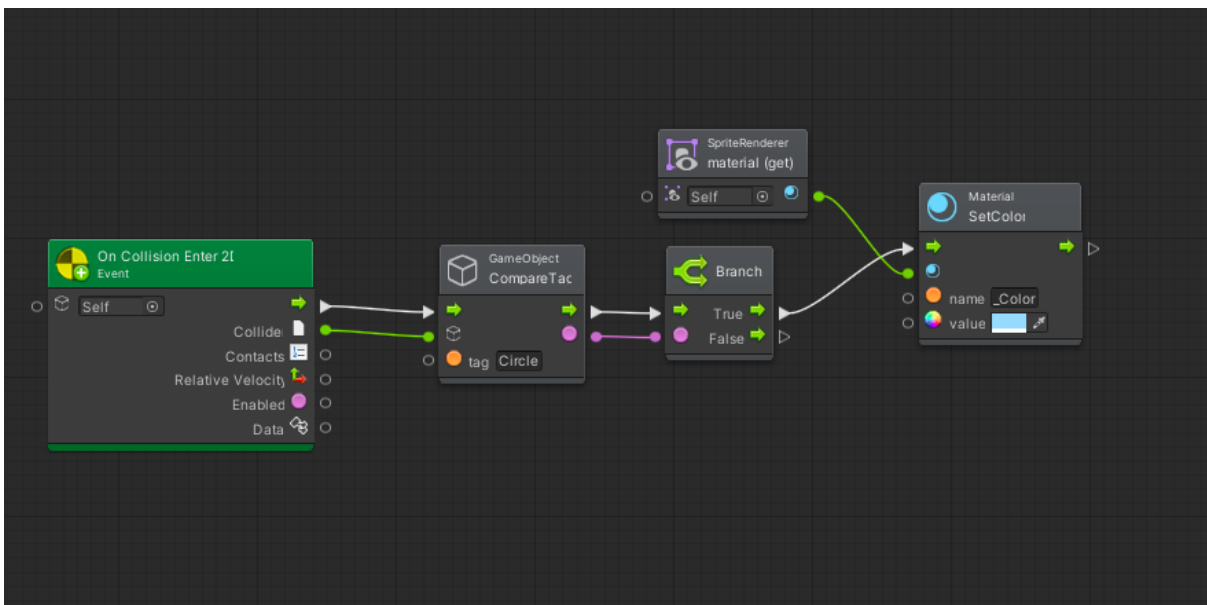 SpriteRenderer
material (get)
Self
Material
SetColor
name _Color
value
On Collision Enter 2D
Event
Self
Collide
Contacts
Relative Velocity
Enabled
Data
GameObject
CompareTag
tag Circle
Branch
True
False